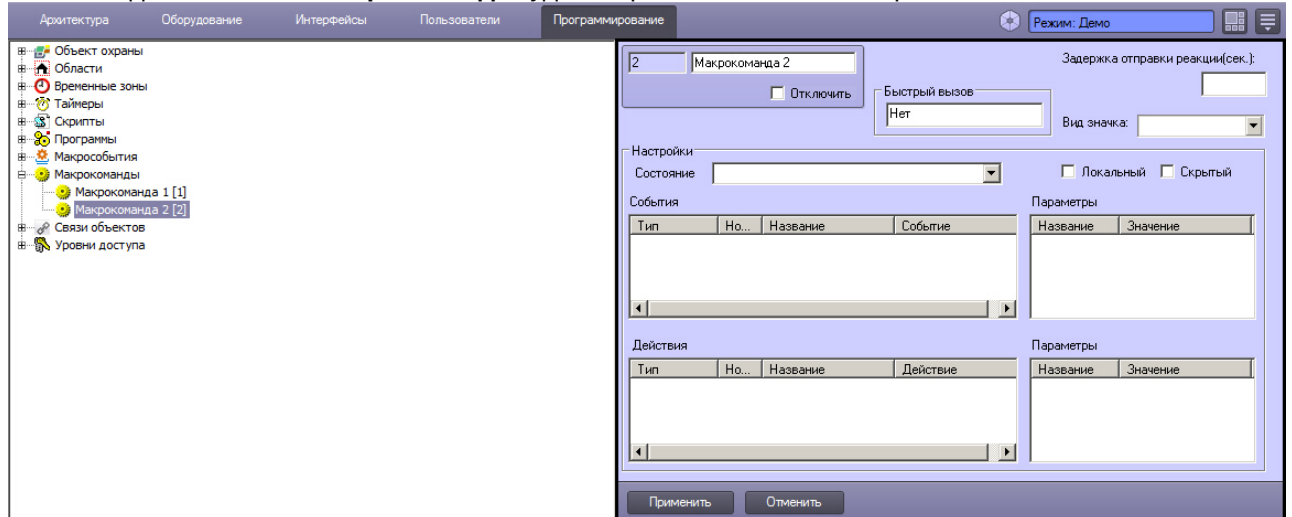 Архитектура Оборудование Интерфейсы Пользователи Программирование Режим: Демо
Объект охраны
Области
Временные зоны
Таймеры
Скрипты
Программы
Макрособытия
Макрокоманды
Макрокоманда 1 [1]
Макрокоманда 2 [2]
Связи объектов
Уровни доступа
2 Макрокоманда 2
Отключить
Быстрый вызов
Нет
Задержка отправки реакции(сек.):
Вид значка:
Настройки
Состояние
Локальный Скрытый
События
Тип Но... Название Событие
Параметры
Название Значение
Действия
Тип Но... Название Действие
Параметры
Название Значение
Применить Отменить